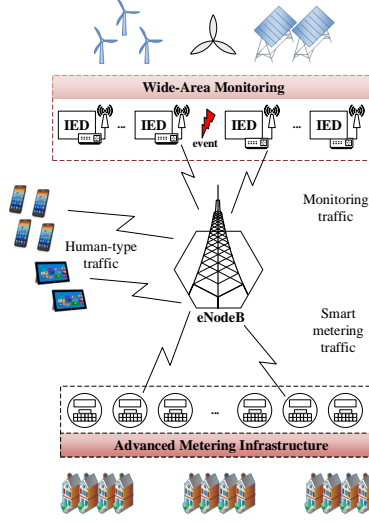 Wide-Area Monitoring
IED ... IED IED ... IED
event
Monitoring
traffic
Human-type
traffic
eNodeB
Smart
metering
traffic
...
Advanced Metering Infrastructure